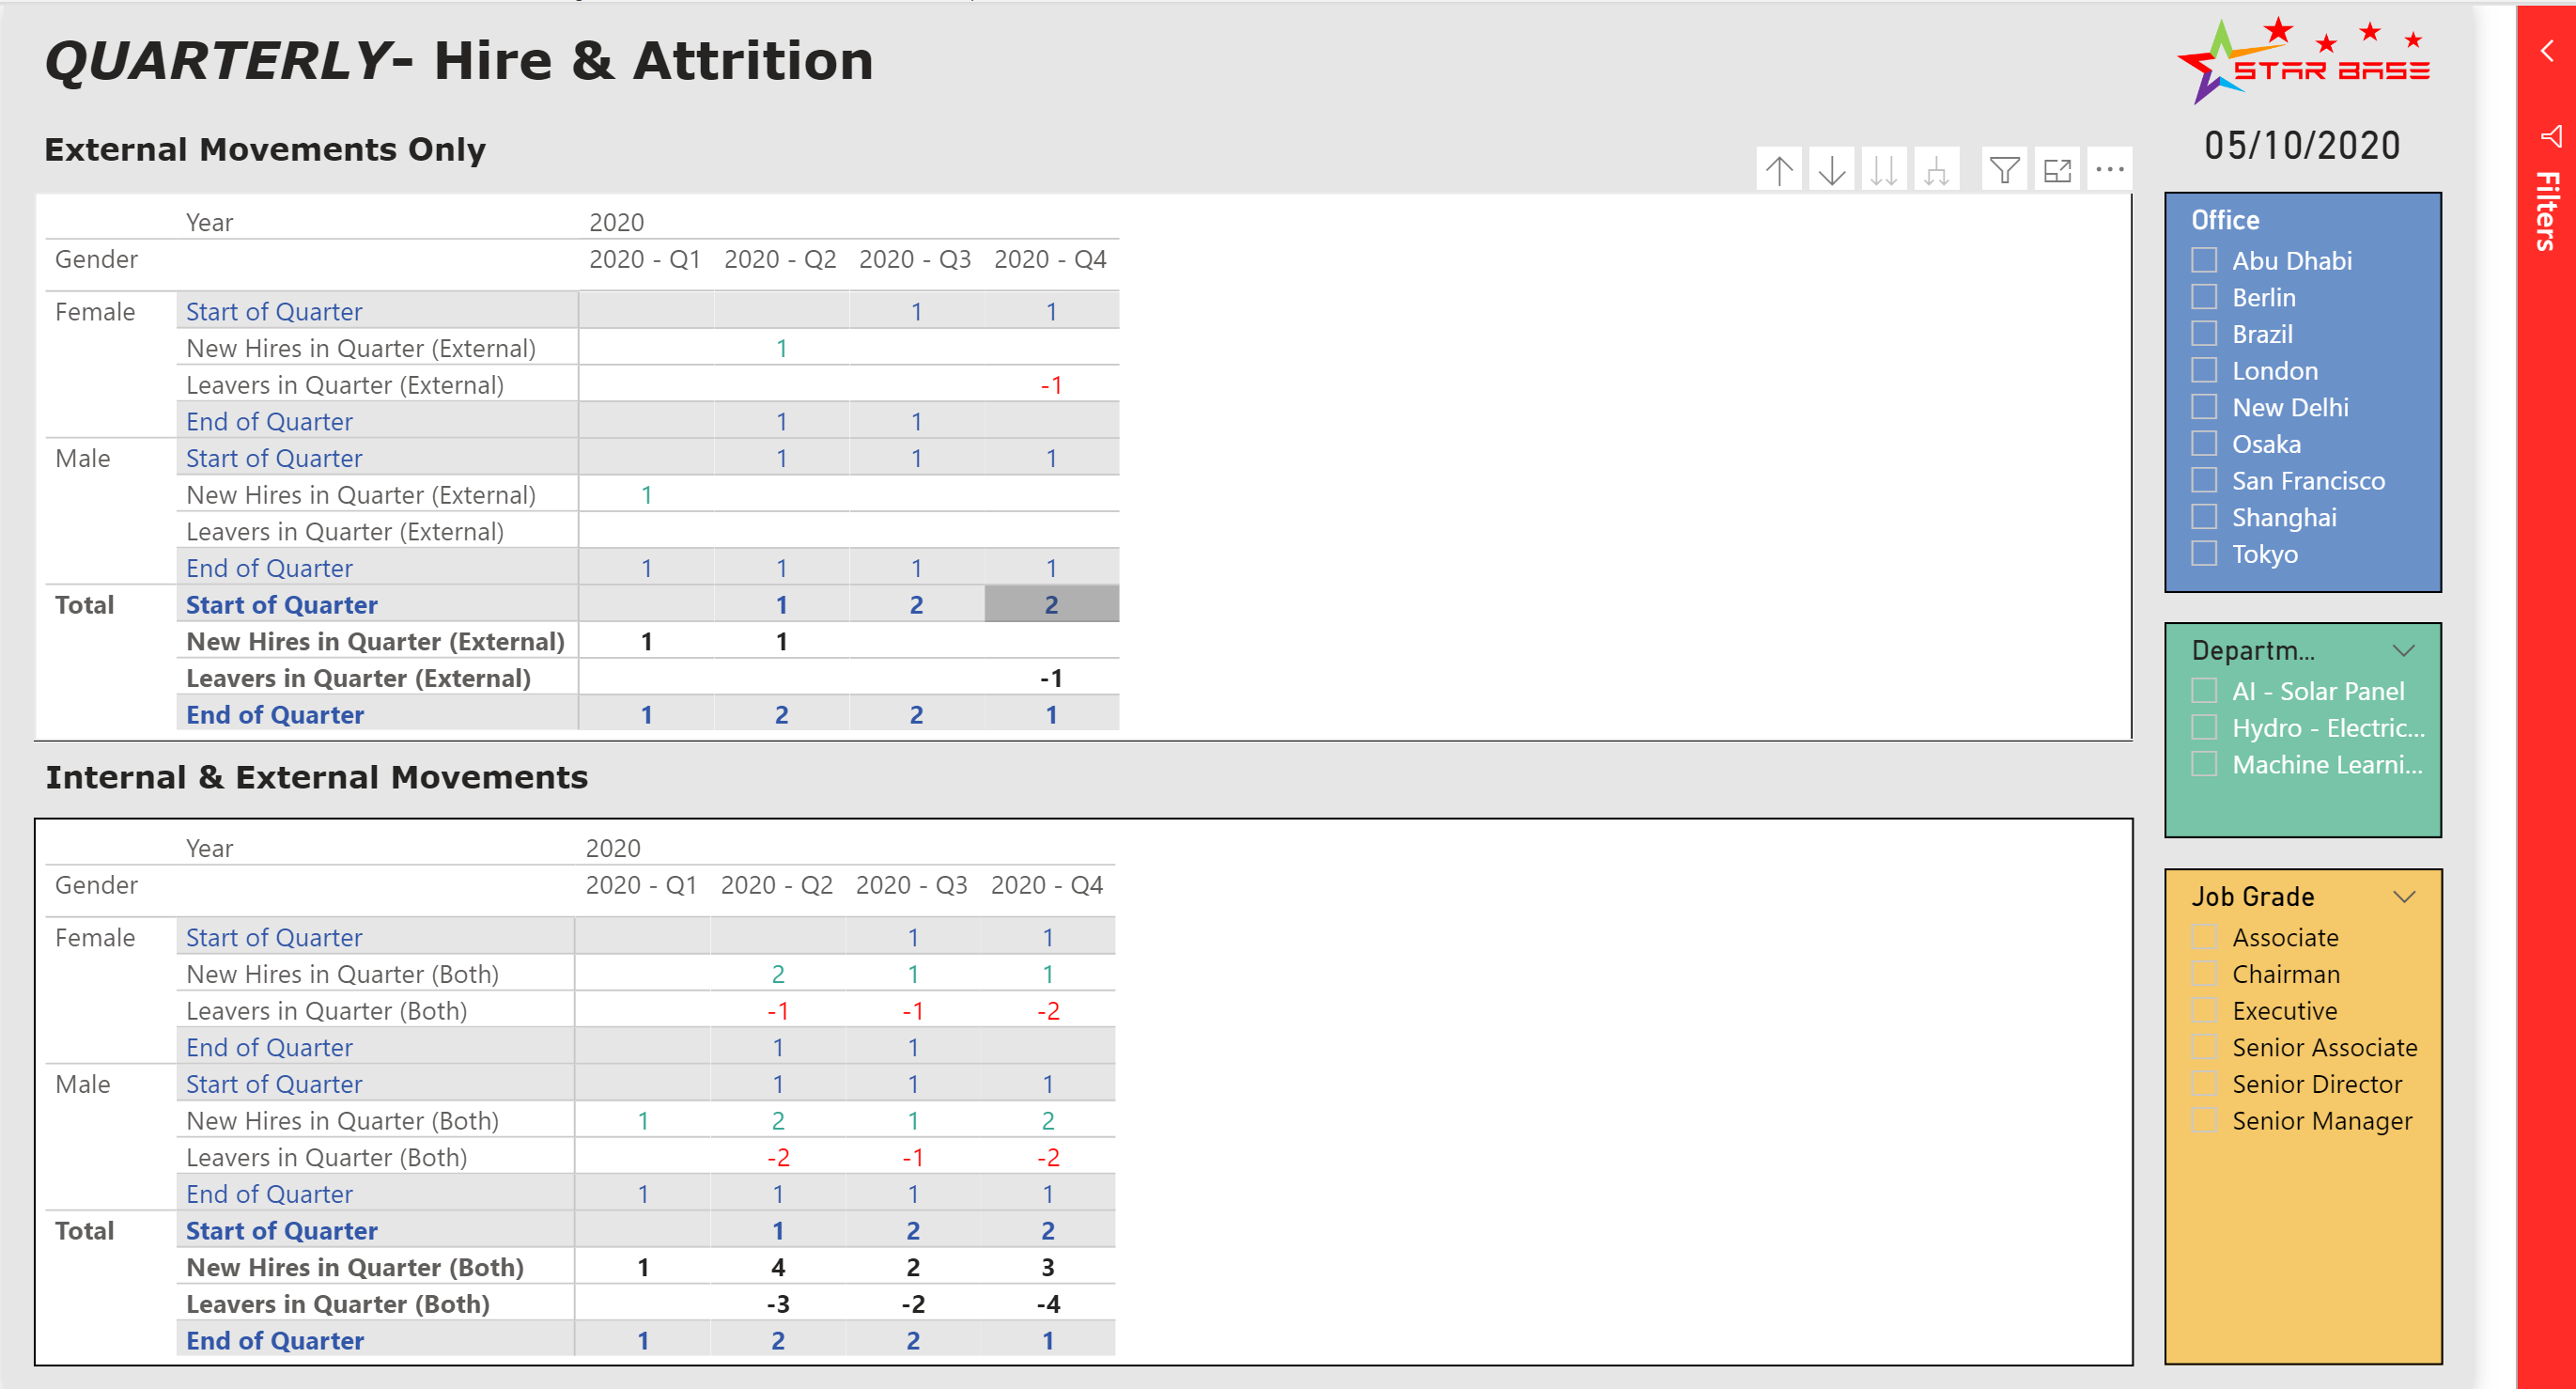 QUARTERLY- Hire & Attrition
STAR BASE
05/10/2020
External Movements Only
Year 2020
Gender 2020 - Q1 2020 - Q2 2020 - Q3 2020 - Q4
Female Start of Quarter 1 1
New Hires in Quarter (External) 1
Leavers in Quarter (External) -1
End of Quarter 1 1
Male Start of Quarter 1 1 1
New Hires in Quarter (External) 1
Leavers in Quarter (External)
End of Quarter 1 1 1 1
Total Start of Quarter 1 2 2
New Hires in Quarter (External) 1 1
Leavers in Quarter (External) -1
End of Quarter 1 2 2 1
Internal & External Movements
Year 2020
Gender 2020 - Q1 2020 - Q2 2020 - Q3 2020 - Q4
Female Start of Quarter 1 1
New Hires in Quarter (Both) 2 1 1
Leavers in Quarter (Both) -1 -1 -2
End of Quarter 1 1
Male Start of Quarter 1 1 1
New Hires in Quarter (Both) 1 2 1 2
Leavers in Quarter (Both) -2 -1 -2
End of Quarter 1 1 1 1
Total Start of Quarter 1 2 2
New Hires in Quarter (Both) 1 4 2 3
Leavers in Quarter (Both) -3 -2 -4
End of Quarter 1 2 2 1
Office
Abu Dhabi
Berlin
Brazil
London
New Delhi
Osaka
San Francisco
Shanghai
Tokyo
Departm...
AI - Solar Panel
Hydro - Electric...
Machine Learni...
Job Grade
Associate
Chairman
Executive
Senior Associate
Senior Director
Senior Manager
Filters